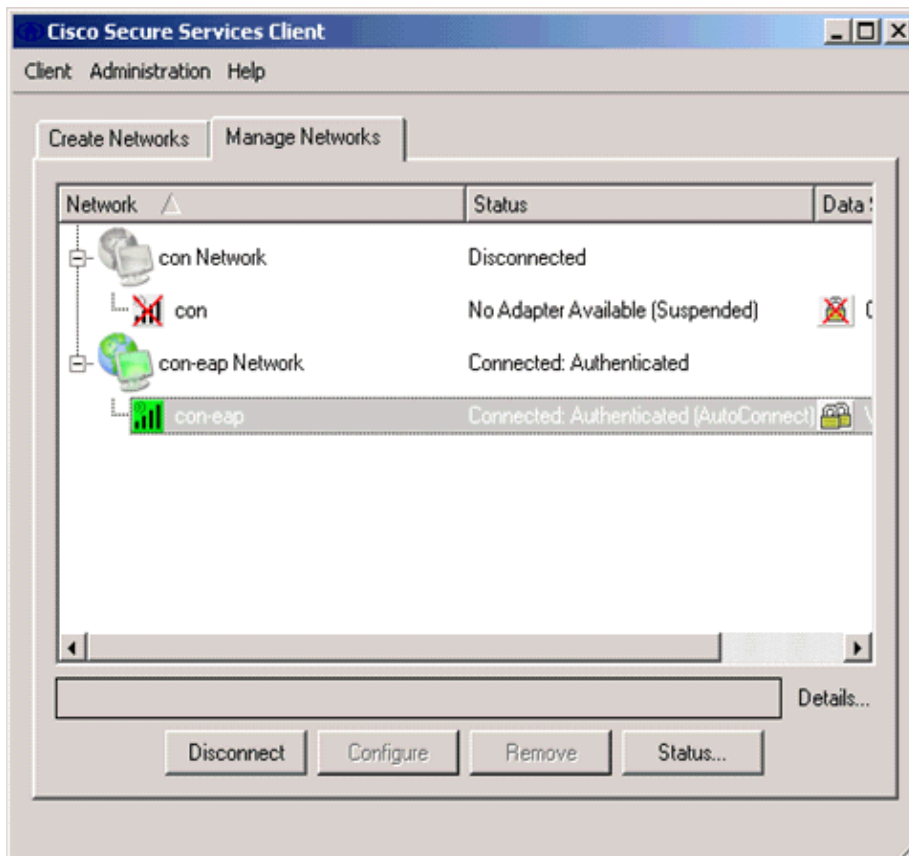 Cisco Secure Services Client
Client Administration Help
Create Networks Manage Networks
Network Status Data
con Network Disconnected
con No Adapter Available (Suspended)
con-eap Network Connected: Authenticated
con-eap Connected: Authenticated (AutoConnect)
Details...
Disconnect Configure Remove Status...